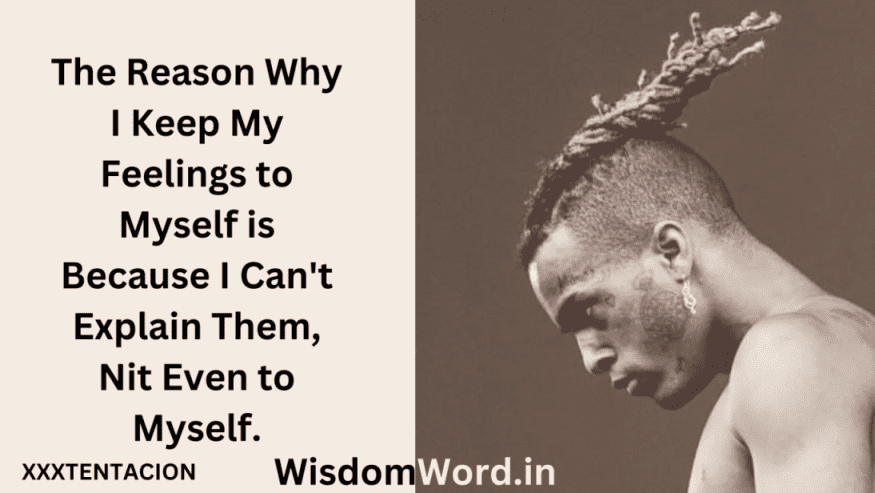 The Reason Why
I Keep My
Feelings to
Myself is
Because I Can't
Explain Them,
Nit Even to
Myself.
XXXTENTACION
WisdomWord.in